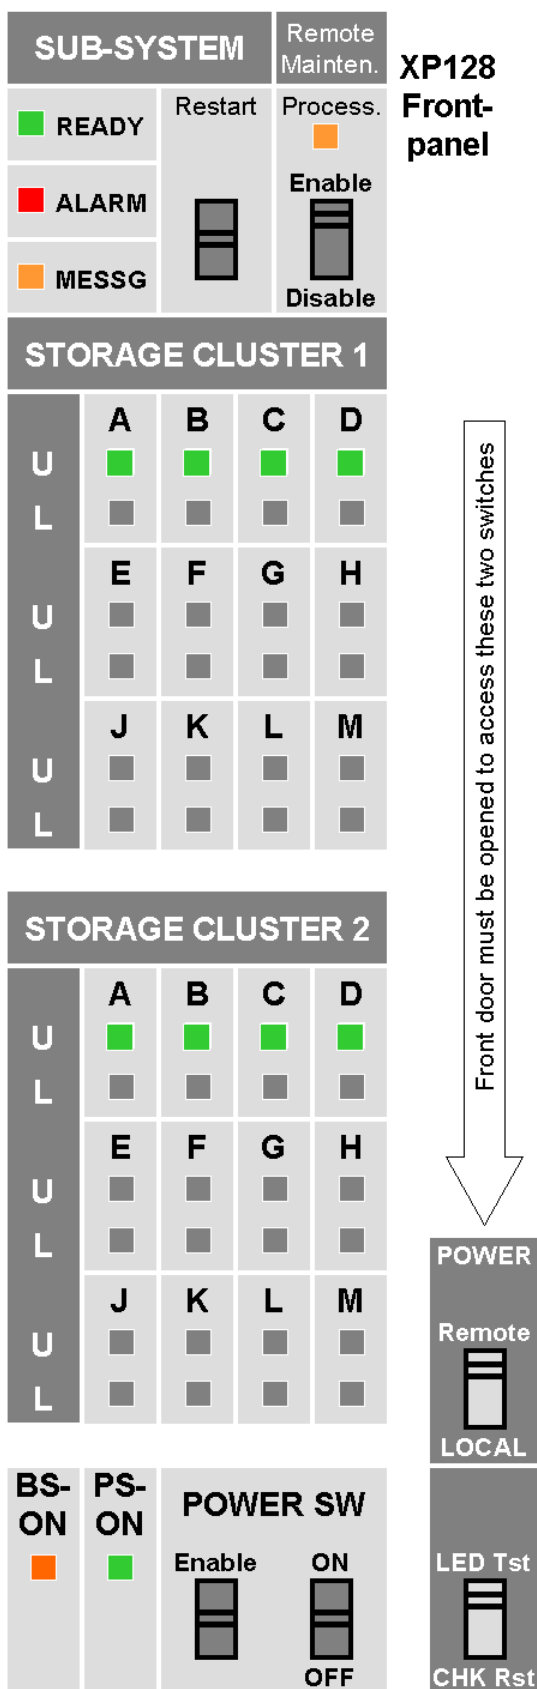 SUB-SYSTEM
Remote
Mainten.
XP128
Front-
panel
READY
ALARM
MESSG
Restart
Process.
Enable
Disable
STORAGE CLUSTER 1
A B C D
U
L
E F G H
U
L
J K L M
U
L
Front door must be opened to access these two switches
STORAGE CLUSTER 2
A B C D
U
L
E F G H
U
L
J K L M
U
L
POWER
Remote
LOCAL
BS-
ON
PS-
ON
POWER SW
Enable
ON
OFF
LED Tst
CHK Rst